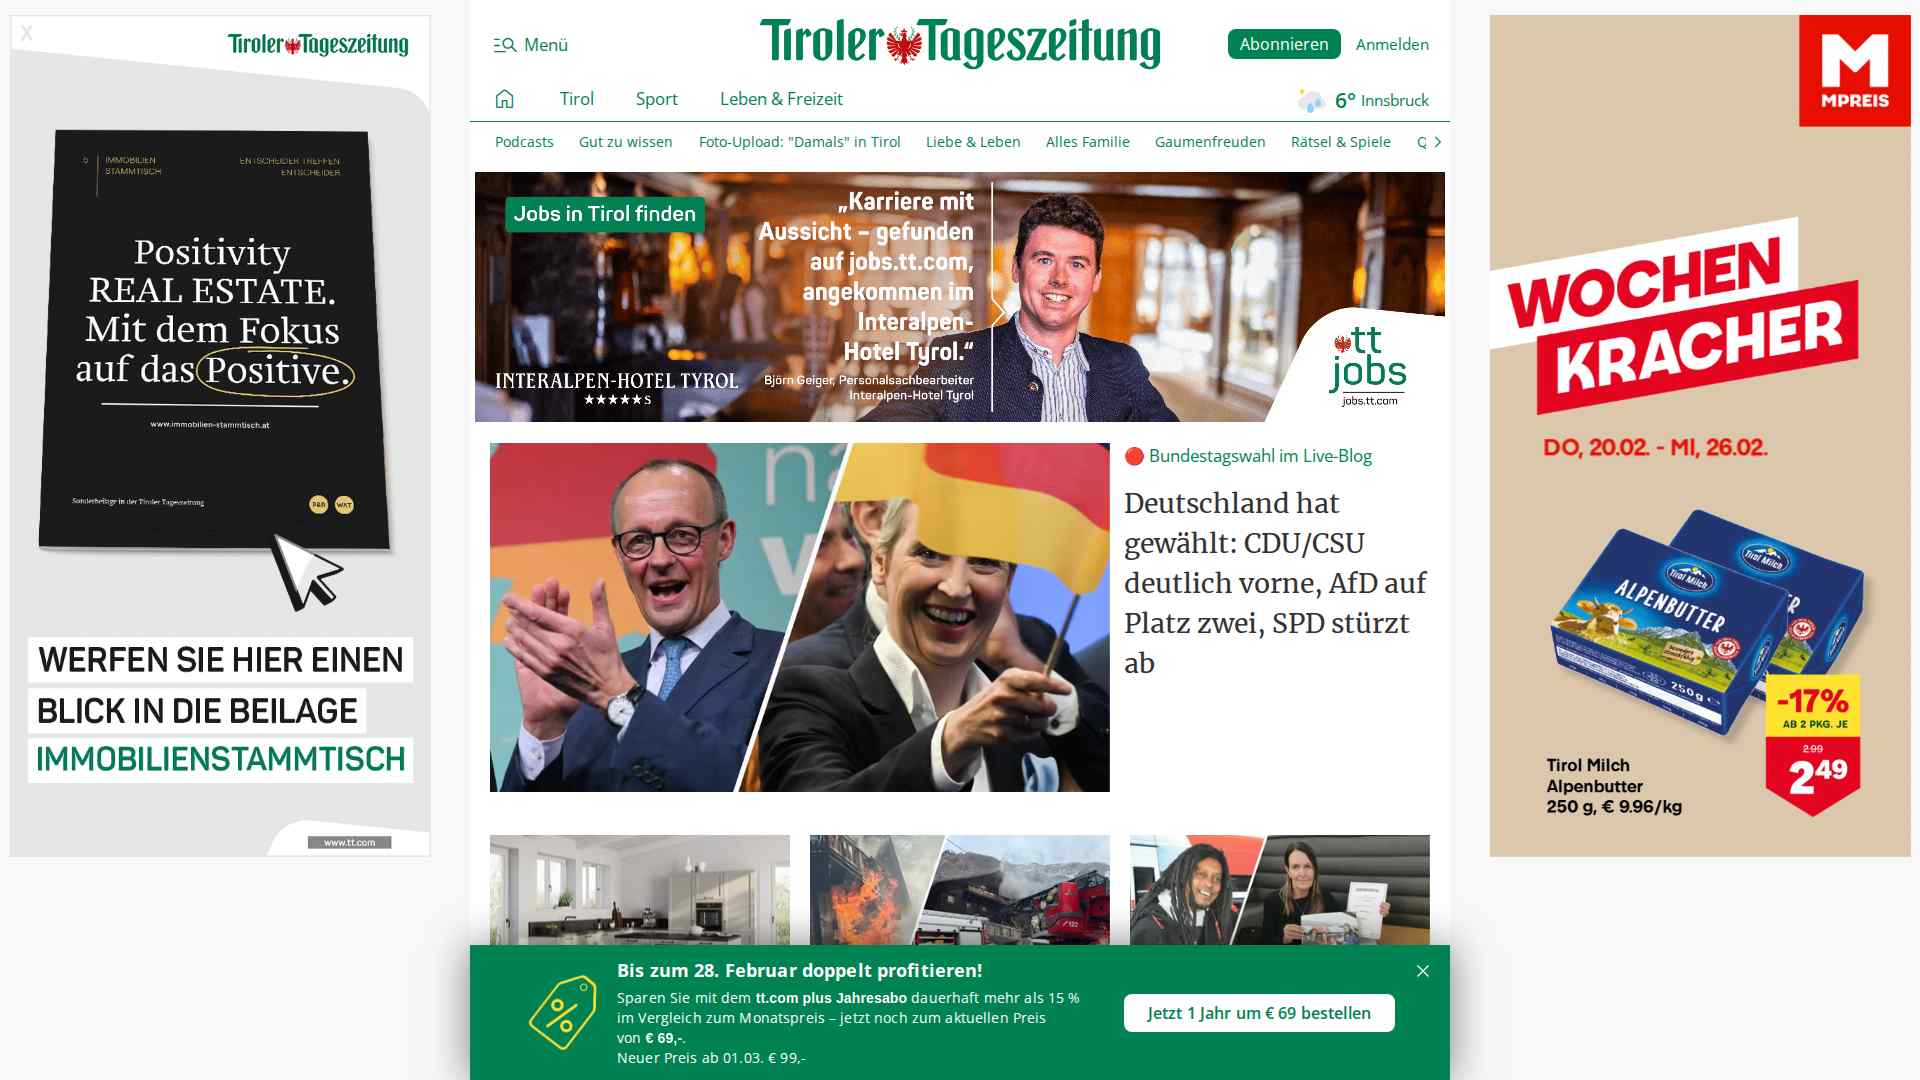 X
Tiroler Tageszeitung
6
IMMOBILIEN
STAMMTISCH
ENTSCHEIDER TREFFEN
ENTSCHEIDER
Positivity
REAL ESTATE.
Mit dem Fokus
auf das Positive.
www.immobilien-stammtisch.at
Sonderbeilage in der Tiroler Tageszeitung
R&B WKT
WERFEN SIE HIER EINEN
BLICK IN DIE BEILAGE
IMMOBILIENSTAMMTISCH
www.tt.com
Menü
Tiroler Tageszeitung
Abonnieren
Anmelden
Tirol
Sport
Leben & Freizeit
6° Innsbruck
Podcasts
Gut zu wissen
Foto-Upload: "Damals" in Tirol
Liebe & Leben
Alles Familie
Gaumenfreuden
Rätsel & Spiele
Q
Jobs in Tirol finden
„Karriere mit
Aussicht – gefunden
auf jobs.tt.com,
angekommen im
Interalpen-
Hotel Tyrol.“
Björn Geiger, Personalsachbearbeiter
Interalpen-Hotel Tyrol
INTERALPEN-HOTEL TYROL
★★★★★S
tt
jobs
jobs.tt.com
Bundestagswahl im Live-Blog
Deutschland hat
gewählt: CDU/CSU
deutlich vorne, AfD auf
Platz zwei, SPD stürzt
ab
Bis zum 28. Februar doppelt profitieren!
Sparen Sie mit dem tt.com plus Jahresabo dauerhaft mehr als 15 %
im Vergleich zum Monatspreis – jetzt noch zum aktuellen Preis
von € 69,-.
Neuer Preis ab 01.03. € 99,-
Jetzt 1 Jahr um € 69 bestellen
M
MPREIS
WOCHEN
KRACHER
DO, 20.02. - MI, 26.02.
Tirol Milch
Tirol Milch
ALPENBUTTER
250g e
-17%
AB 2 PKG. JE
2.99
2.49
Tirol Milch
Alpenbutter
250 g, € 9.96/kg